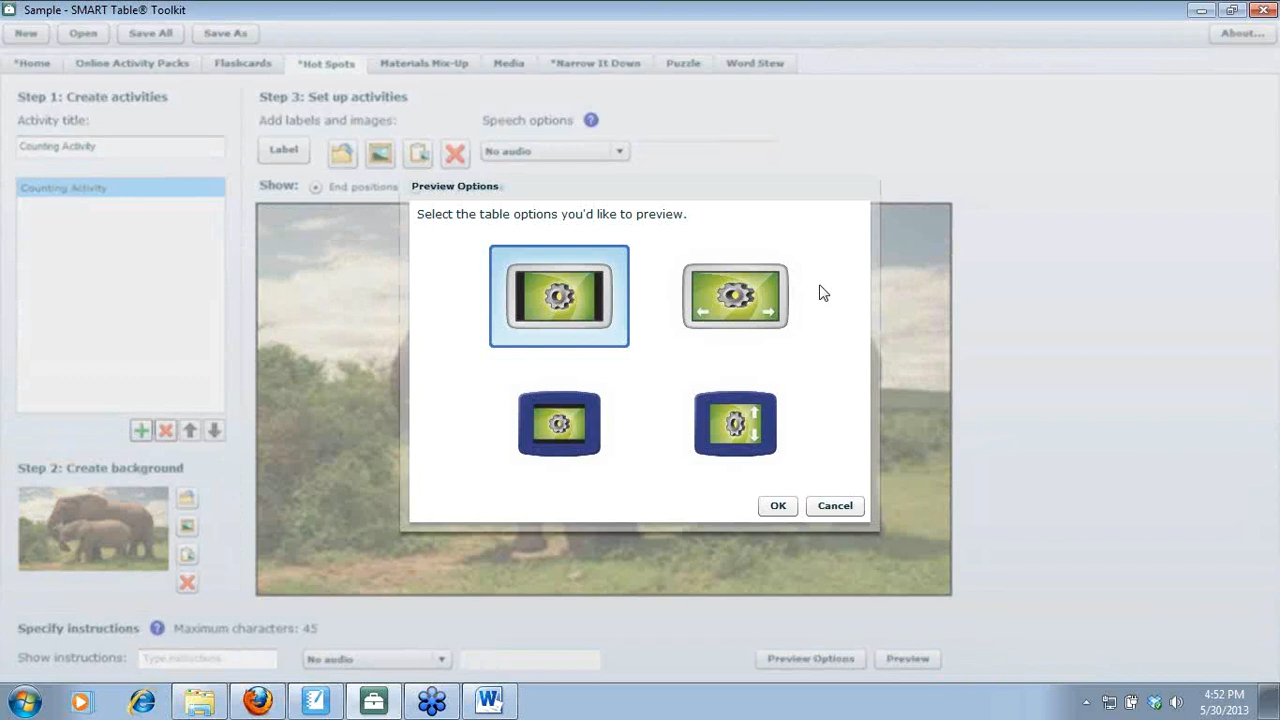 Sample - SMART Table® Toolkit
New Open Save All Save As About...
*Home Online Activity Packs Flashcards *Hot Spots Materials Mix-Up Media *Narrow It Down Puzzle Word Stew
Step 1: Create activities
Step 3: Set up activities
Activity title:
Add labels and images:
Speech options ?
Counting Activity
Label
No audio
Counting Activity
Show: End positions
Preview Options
Select the table options you'd like to preview.
OK Cancel
Step 2: Create background
Specify instructions ? Maximum characters: 45
Show instructions: Type instructions No audio Preview Options Preview
4:52 PM
5/30/2013